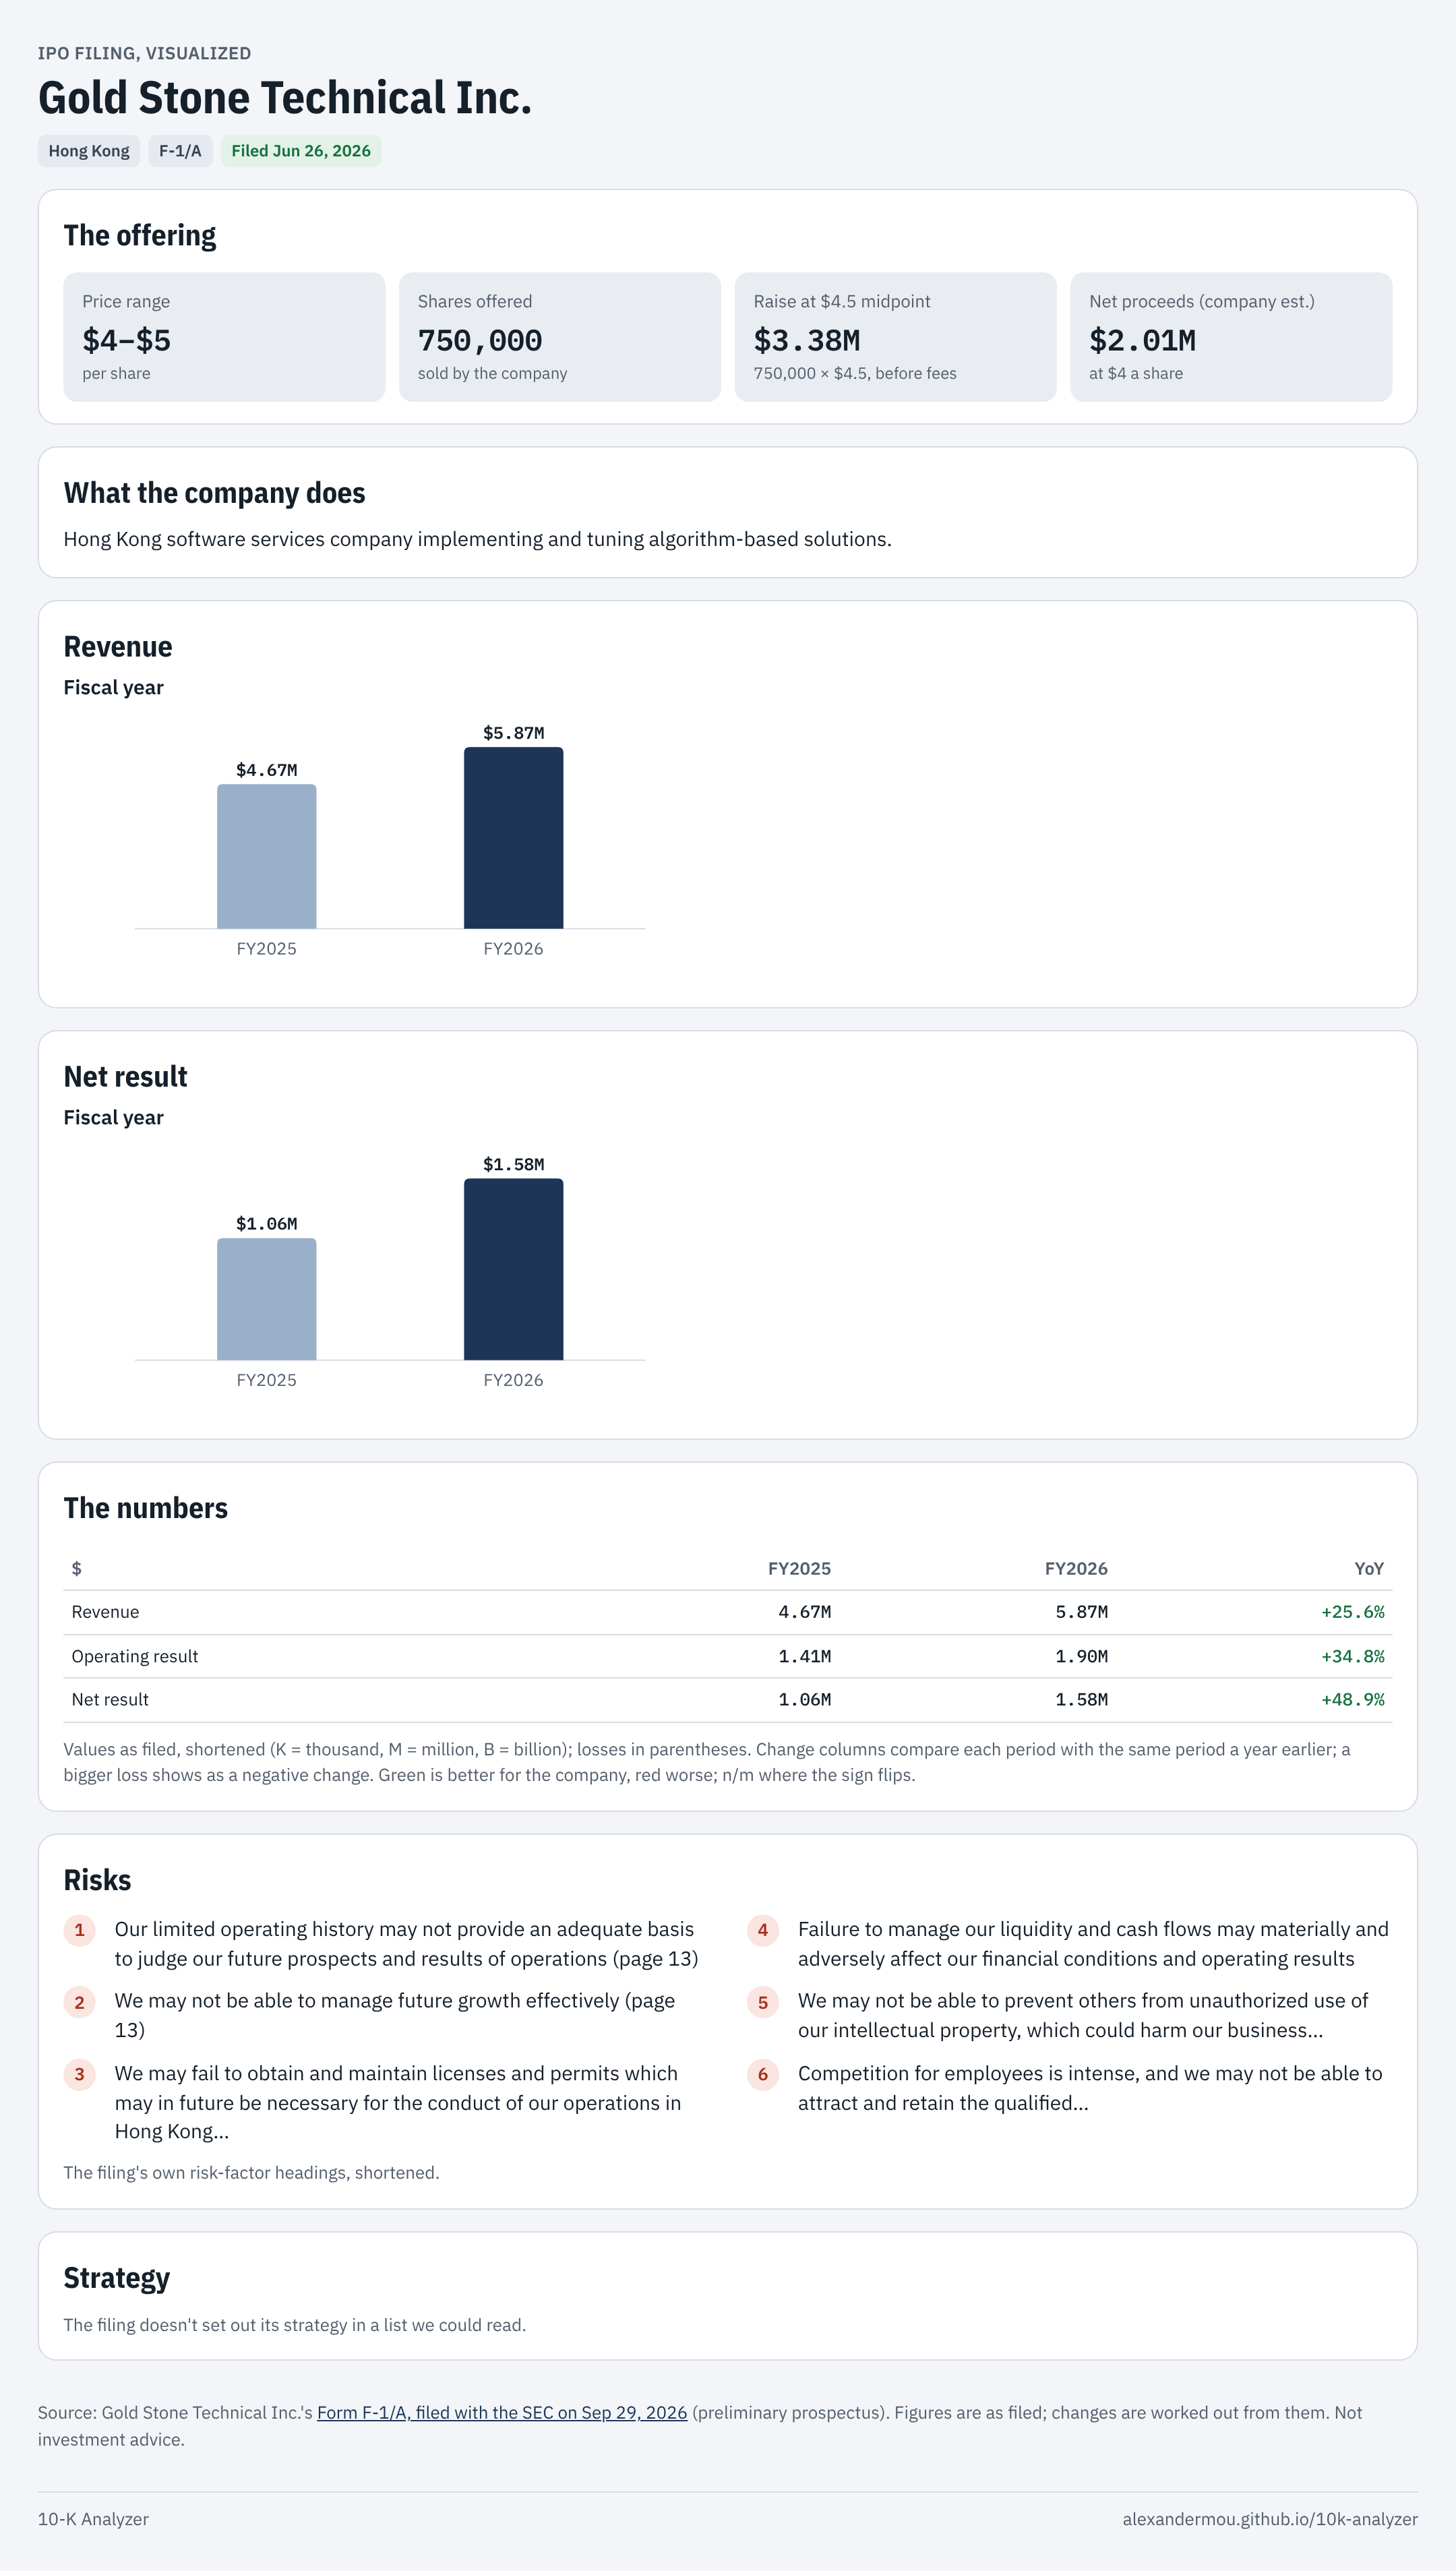 IPO FILING, VISUALIZED
Gold Stone Technical Inc.
Hong Kong F-1/A Filed Jun 26, 2026
The offering
Price range
$4–$5
per share
Shares offered
750,000
sold by the company
Raise at $4.5 midpoint
$3.38M
750,000 × $4.5, before fees
Net proceeds (company est.)
$2.01M
at $4 a share
What the company does
Hong Kong software services company implementing and tuning algorithm-based solutions.
Revenue
Fiscal year
$4.67M
$5.87M
FY2025 FY2026
Net result
Fiscal year
$1.06M
$1.58M
FY2025 FY2026
The numbers
$ FY2025 FY2026 YoY
Revenue 4.67M 5.87M +25.6%
Operating result 1.41M 1.90M +34.8%
Net result 1.06M 1.58M +48.9%
Values as filed, shortened (K = thousand, M = million, B = billion); losses in parentheses. Change columns compare each period with the same period a year earlier; a
bigger loss shows as a negative change. Green is better for the company, red worse; n/m where the sign flips.
Risks
1 Our limited operating history may not provide an adequate basis
to judge our future prospects and results of operations (page 13)
2 We may not be able to manage future growth effectively (page
13)
3 We may fail to obtain and maintain licenses and permits which
may in future be necessary for the conduct of our operations in
Hong Kong…
4 Failure to manage our liquidity and cash flows may materially and
adversely affect our financial conditions and operating results
5 We may not be able to prevent others from unauthorized use of
our intellectual property, which could harm our business…
6 Competition for employees is intense, and we may not be able to
attract and retain the qualified…
The filing's own risk-factor headings, shortened.
Strategy
The filing doesn't set out its strategy in a list we could read.
Source: Gold Stone Technical Inc.'s Form F-1/A, filed with the SEC on Sep 29, 2026 (preliminary prospectus). Figures are as filed; changes are worked out from them. Not
investment advice.
10-K Analyzer alexandermou.github.io/10k-analyzer